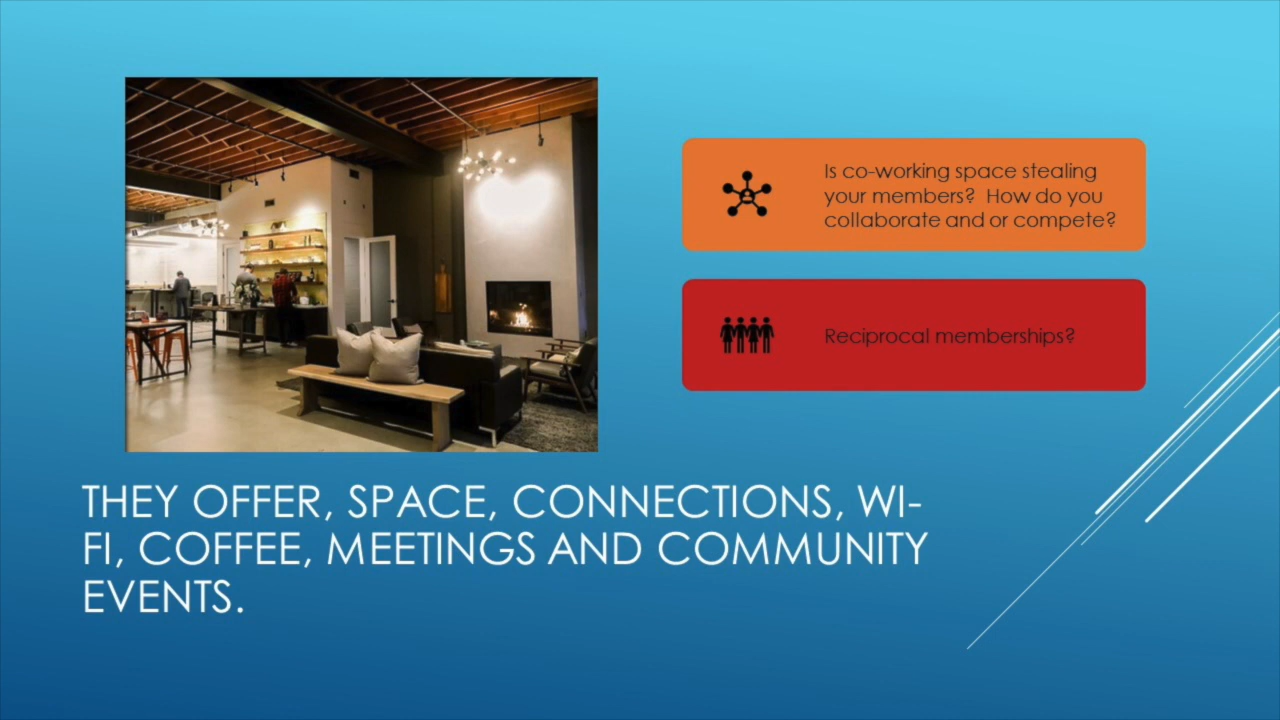 Is co-working space stealing
your members?  How do you
collaborate and or compete?
Reciprocal memberships?
THEY OFFER, SPACE, CONNECTIONS, WI-
FI, COFFEE, MEETINGS AND COMMUNITY
EVENTS.